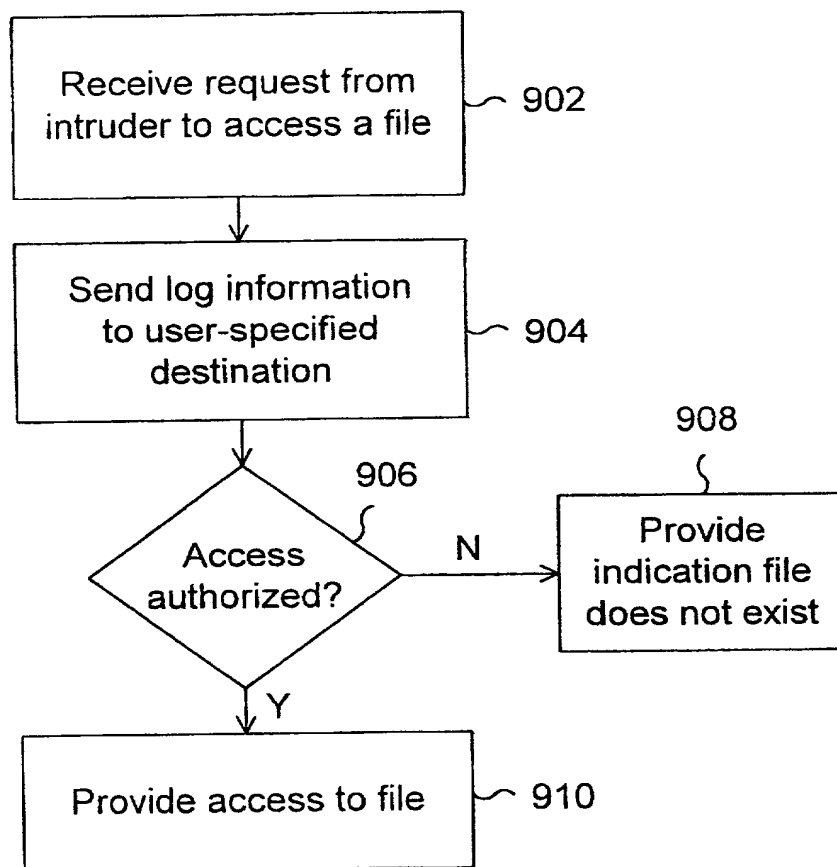 Receive request from
intruder to access a file
902
Send log information
to user-specified
destination
904
906
Access
authorized?
N
908
Provide
indication file
does not exist
Y
Provide access to file
910